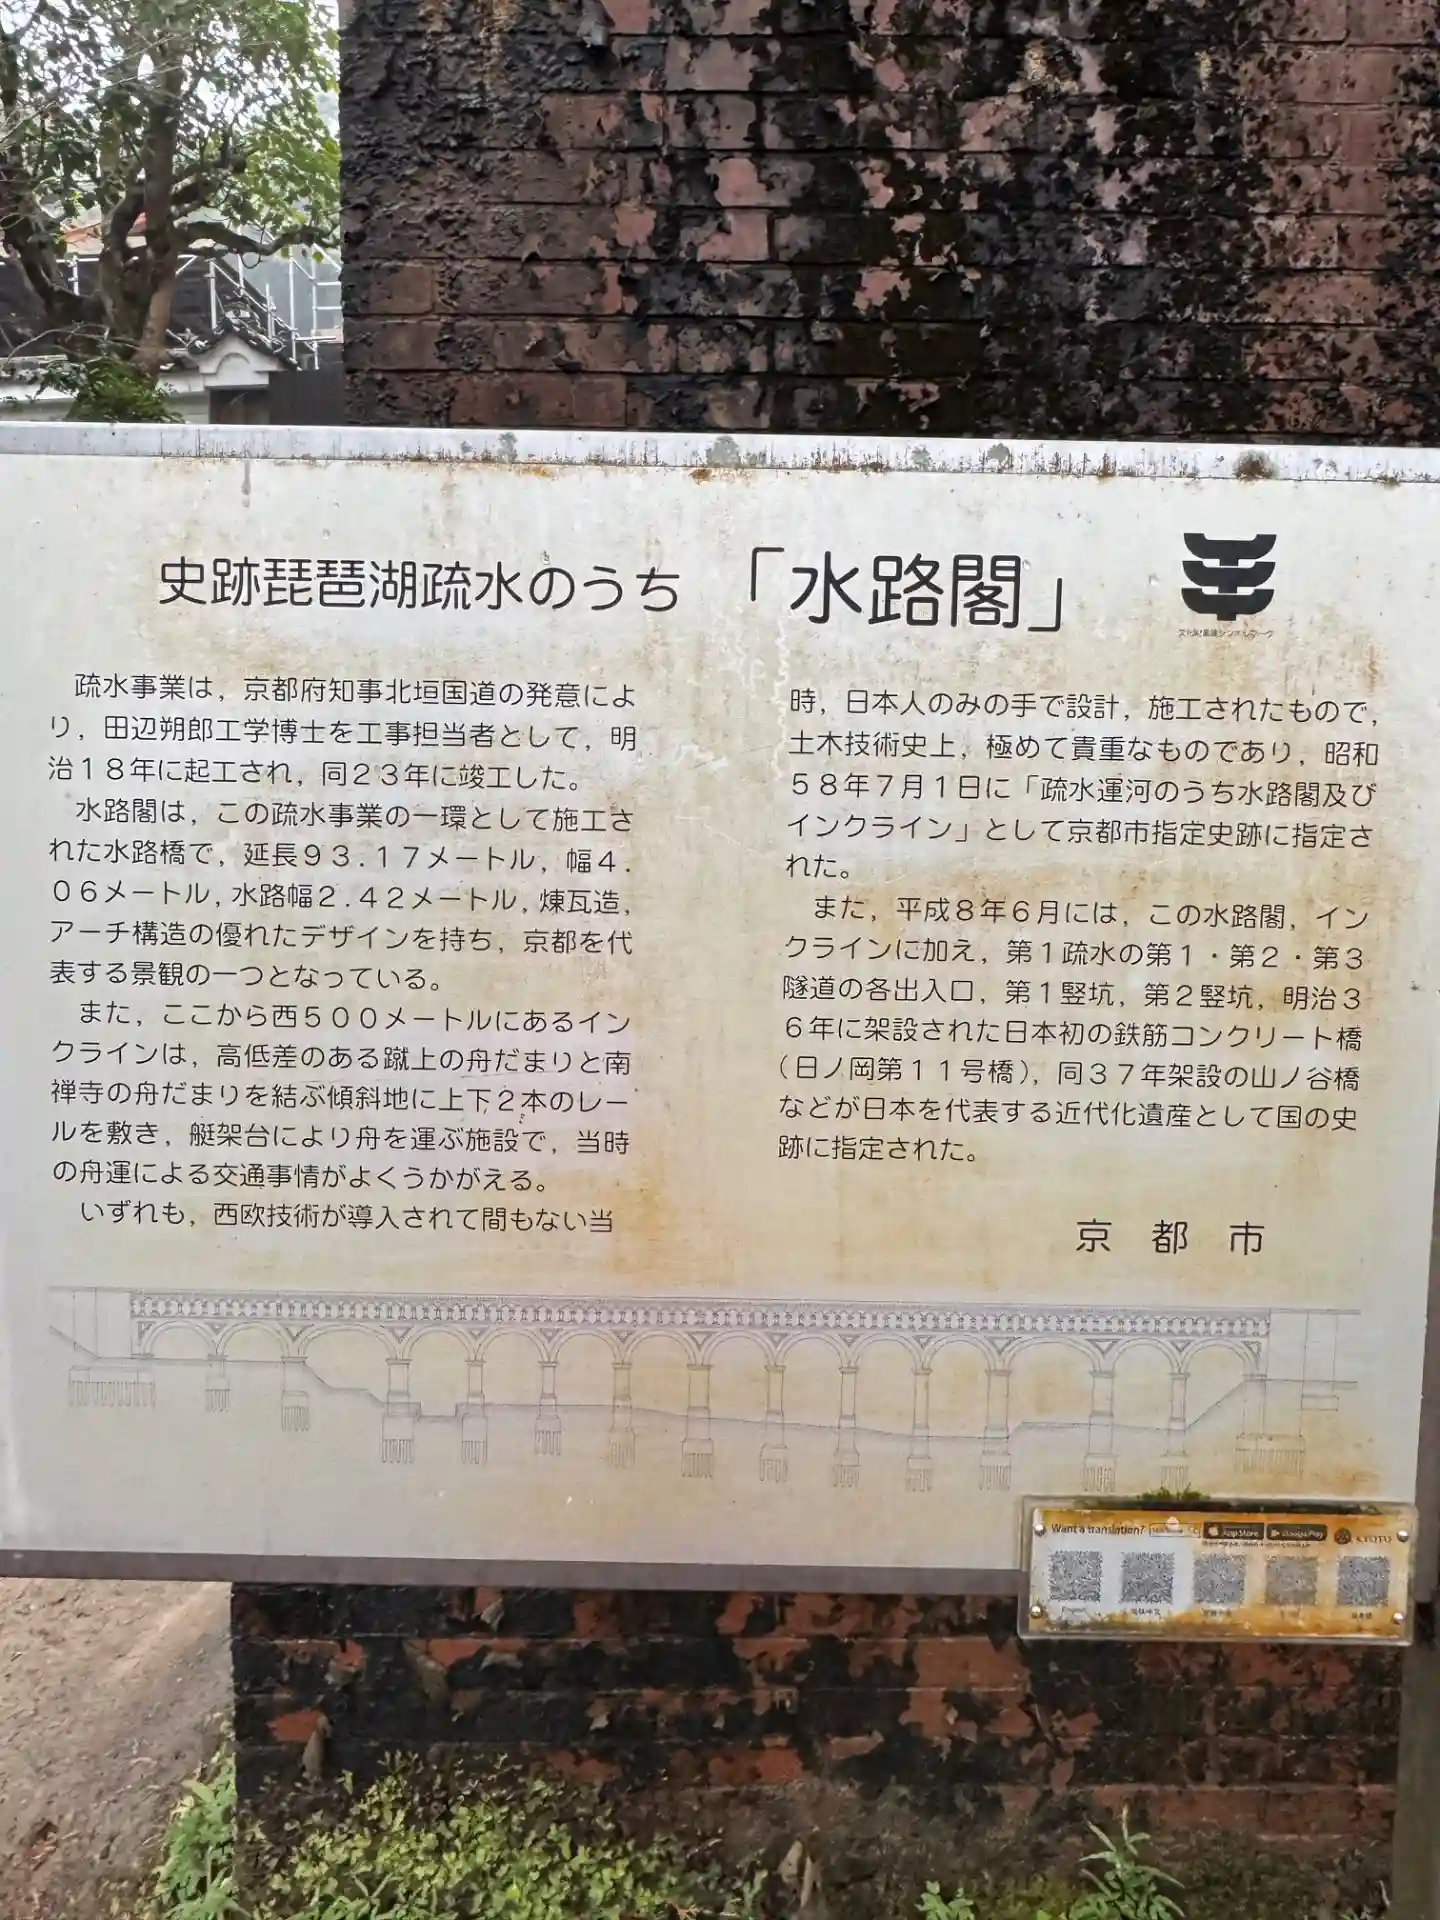 史跡琵琶湖疏水のうち 「水路閣」
文化財愛護シンボルマーク
疏水事業は，京都府知事北垣国道の発意によ
り，田辺朔郎工学博士を工事担当者として，明
治１８年に起工され，同２３年に竣工した。
水路閣は，この疏水事業の一環として施工さ
れた水路橋で，延長９３.１７メートル，幅４.
０６メートル，水路幅２.４２メートル，煉瓦造，
アーチ構造の優れたデザインを持ち，京都を代
表する景観の一つとなっている。
また，ここから西５００メートルにあるイン
クラインは，高低差のある蹴上の舟だまりと南
禅寺の舟だまりを結ぶ傾斜地に上下２本のレー
ルを敷き，艇架台により舟を運ぶ施設で，当時
の舟運による交通事情がよくうかがえる。
いずれも，西欧技術が導入されて間もない当
時，日本人のみの手で設計，施工されたもので，
土木技術史上，極めて貴重なものであり，昭和
５８年７月１日に「疏水運河のうち水路閣及び
インクライン」として京都市指定史跡に指定さ
れた。
また，平成８年６月には，この水路閣，イン
クラインに加え，第１疏水の第１・第２・第３
隧道の各出入口，第１竪坑，第２竪坑，明治３
６年に架設された日本初の鉄筋コンクリート橋
（日ノ岡第１１号橋），同３７年架設の山ノ谷橋
などが日本を代表する近代化遺産として国の史
跡に指定された。
京都市
Want a translation? App Store Google Play KYOTO